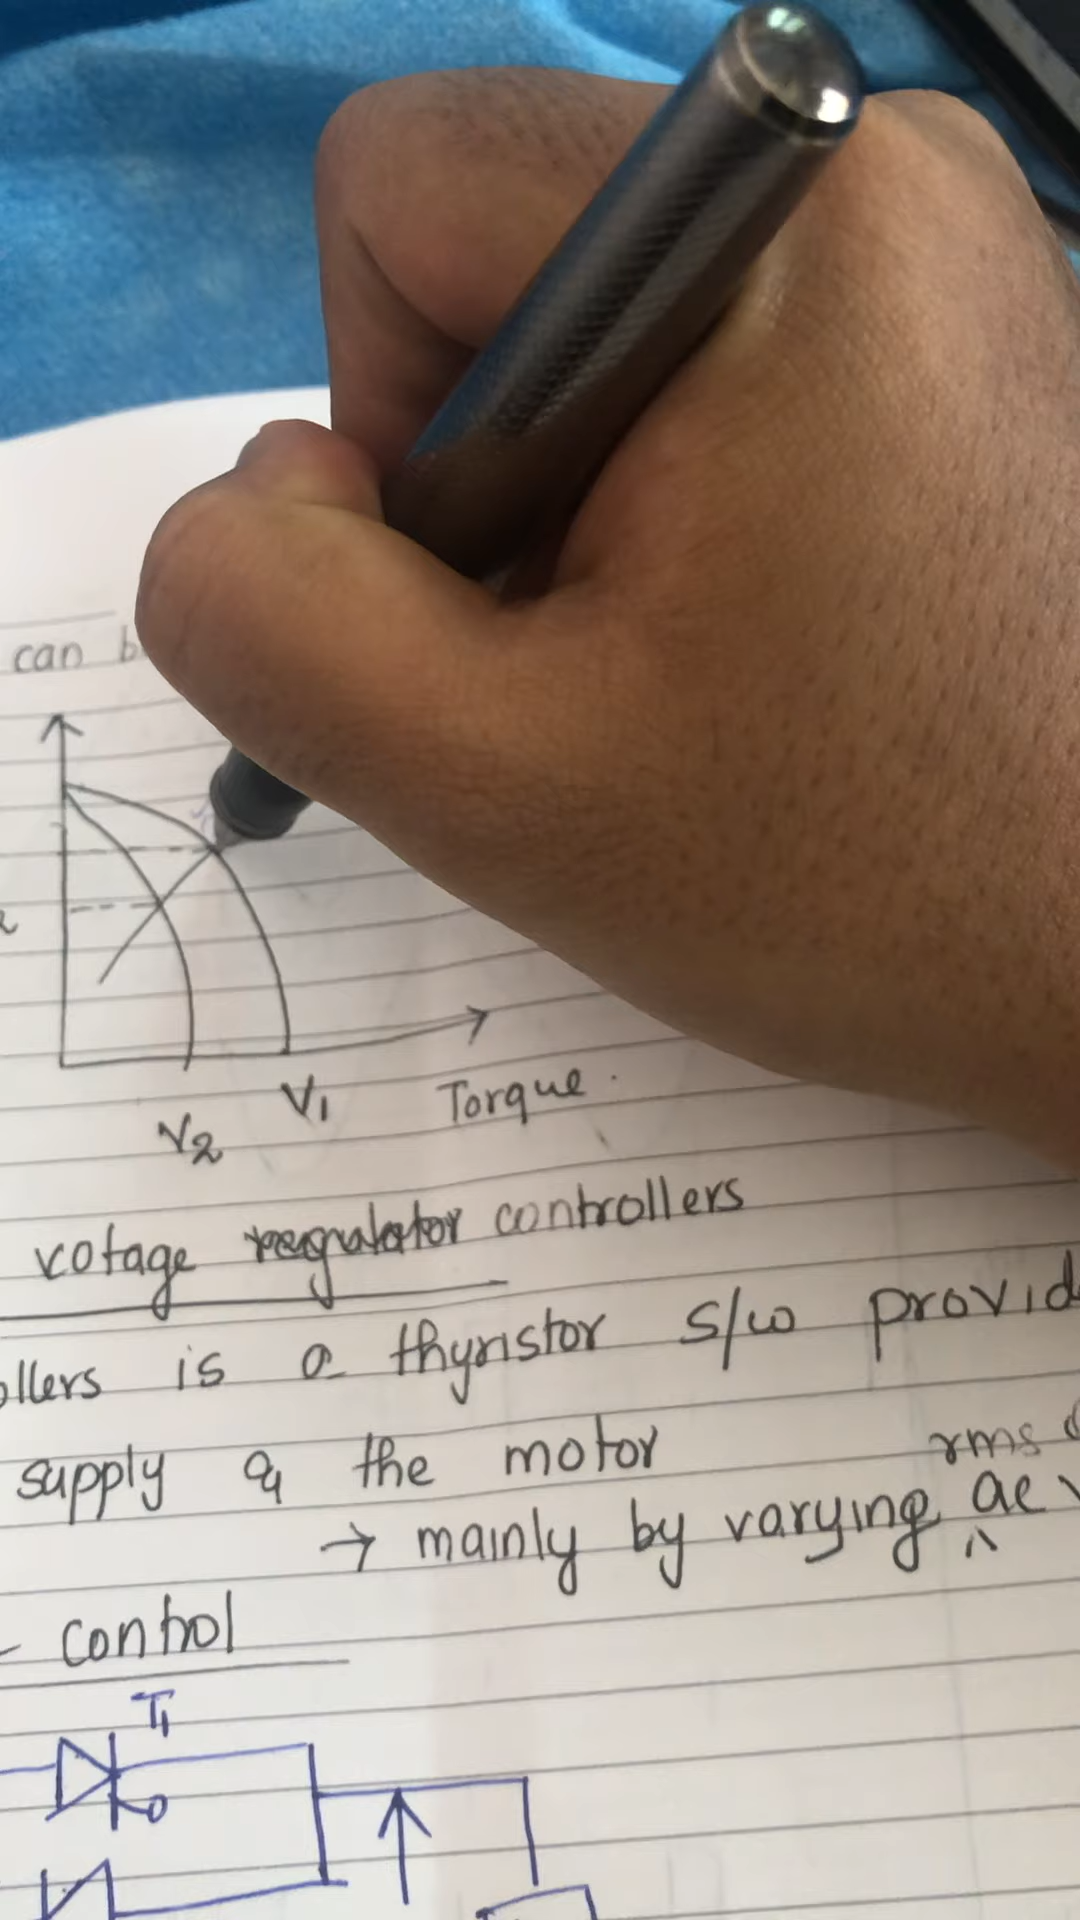 can b
V1 Torque.
V2
votage regulator controllers
ollers is a thyristor s/w provid
supply of the motor
rms
→ mainly by varying ^ ac
control
T1